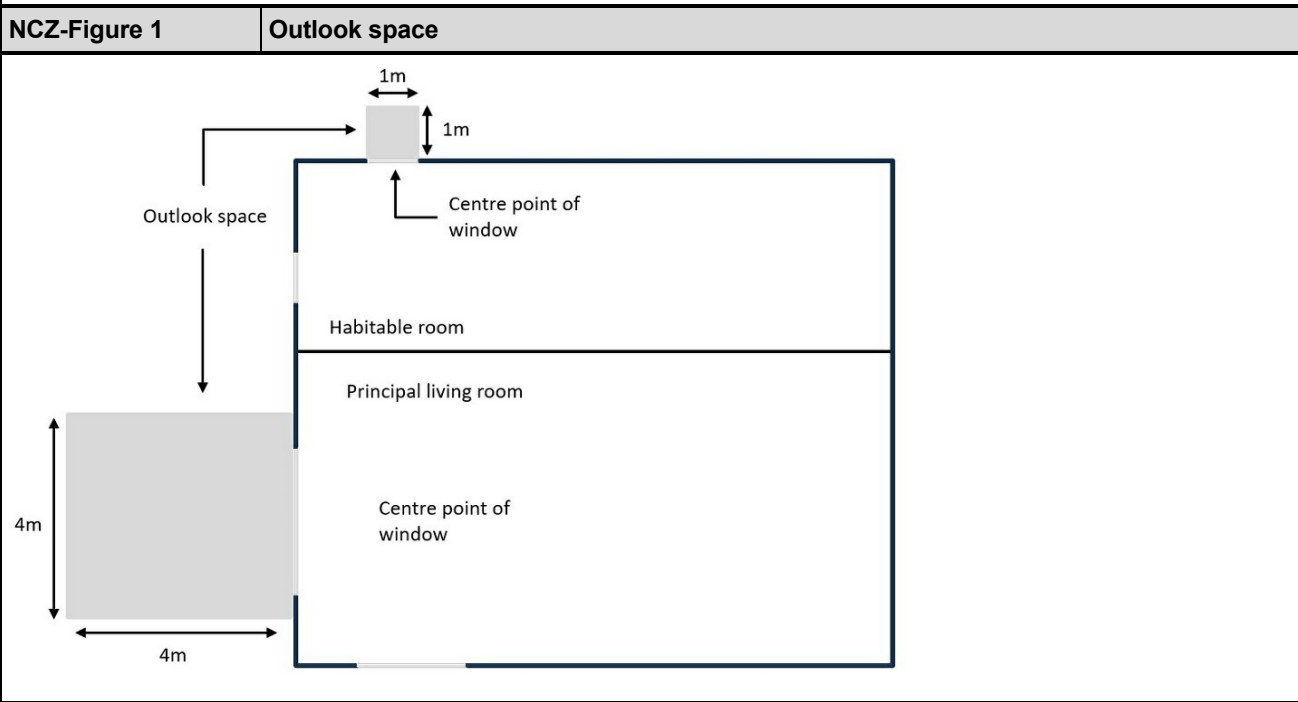 NCZ-Figure 1
Outlook space
1m
1m
Centre point of
window
Outlook space
Habitable room
Principal living room
Centre point of
window
4m
4m